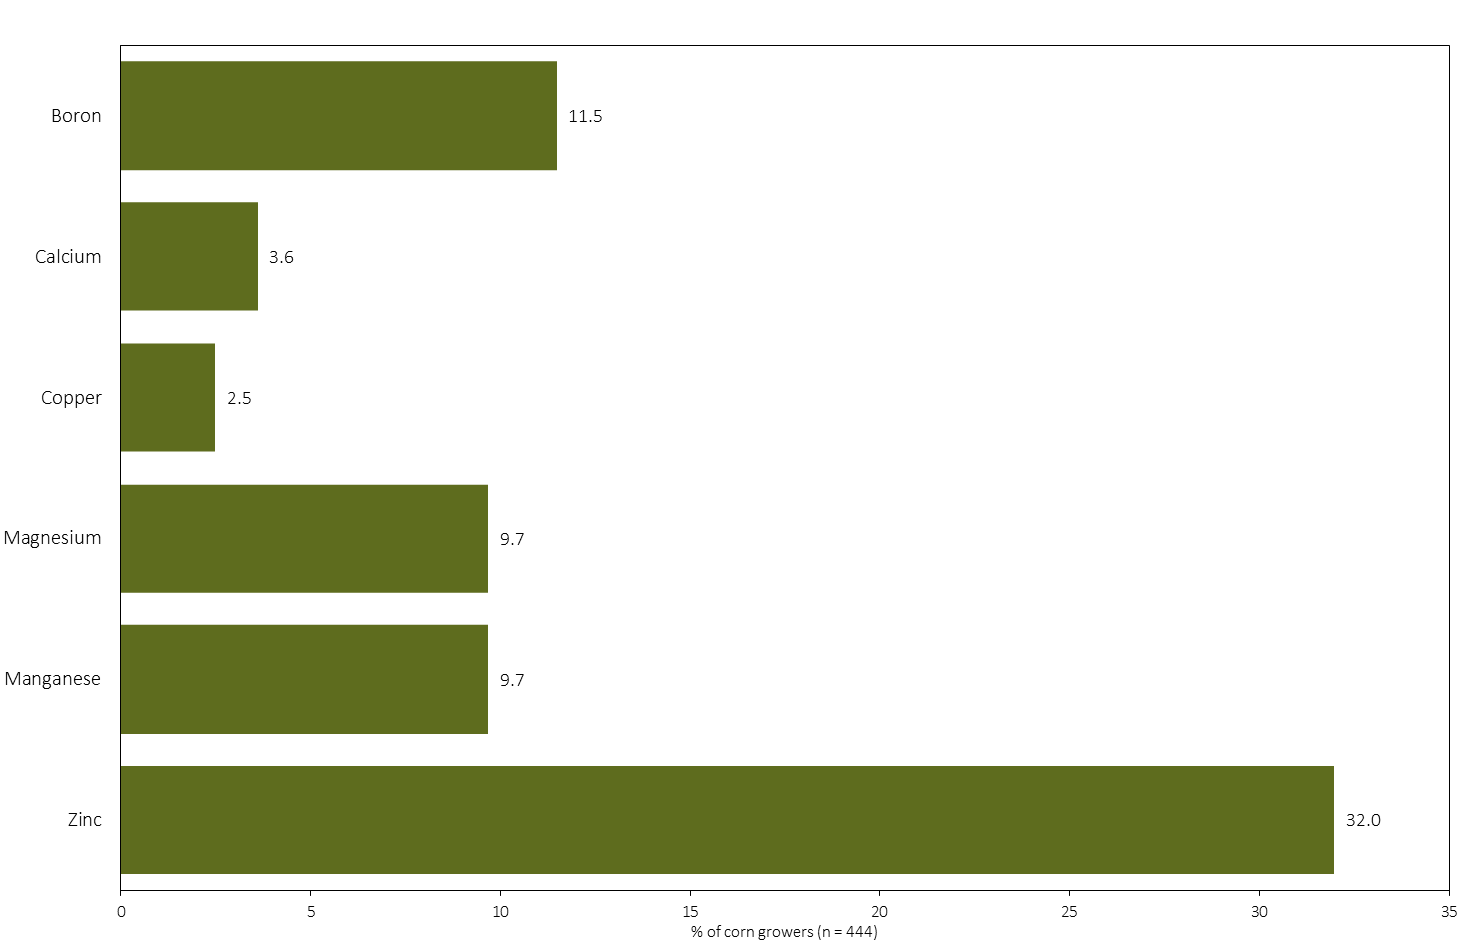 Boron 11.5
Calcium 3.6
Copper 2.5
Magnesium 9.7
Manganese 9.7
Zinc 32.0
0 5 10 15 20 25 30 35
% of corn growers (n = 444)